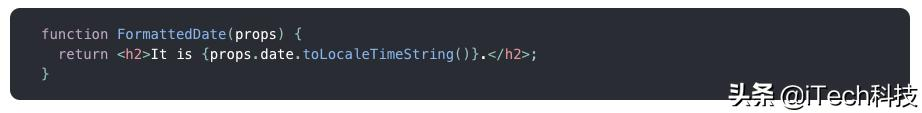 function FormattedDate(props) {
  return <h2>It is {props.date.toLocaleTimeString()}.</h2>;
}
头条 @iTech科技